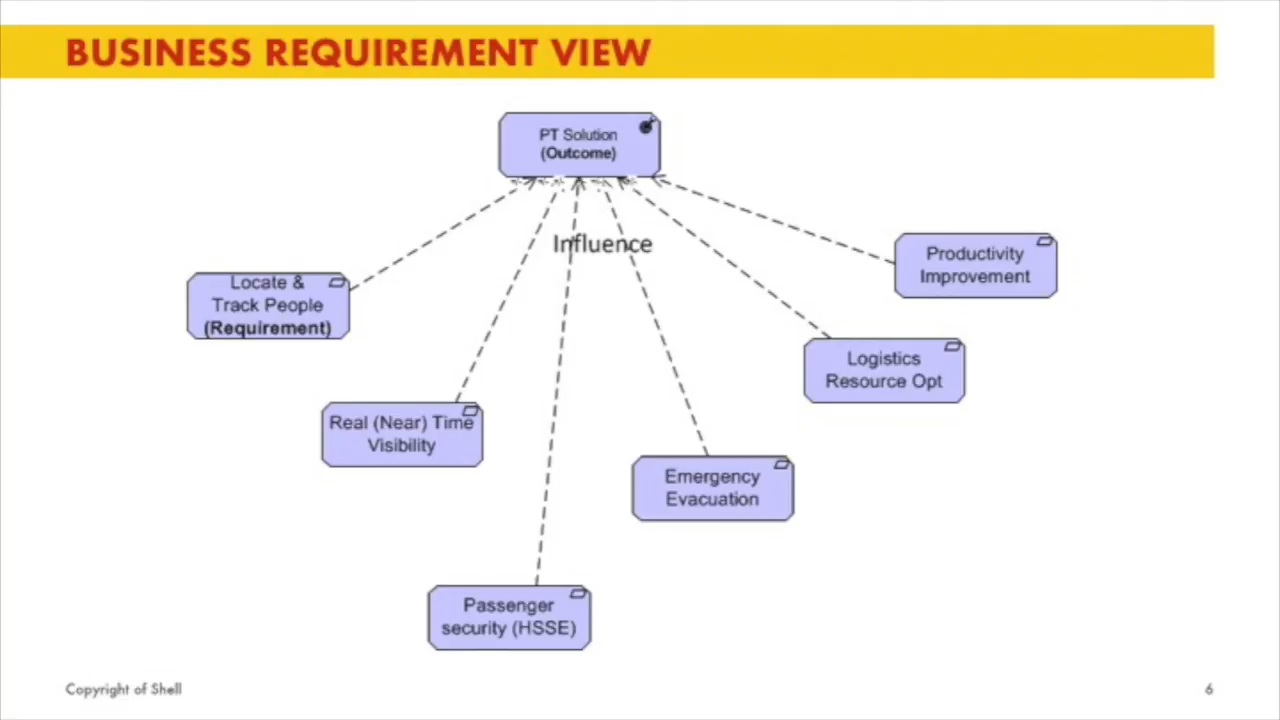 BUSINESS REQUIREMENT VIEW
PT Solution
(Outcome)
Influence
Productivity
Improvement
Locate &
Track People
(Requirement)
Logistics
Resource Opt
Real (Near) Time
Visibility
Emergency
Evacuation
Passenger
security (HSSE)
Copyright of Shell
6